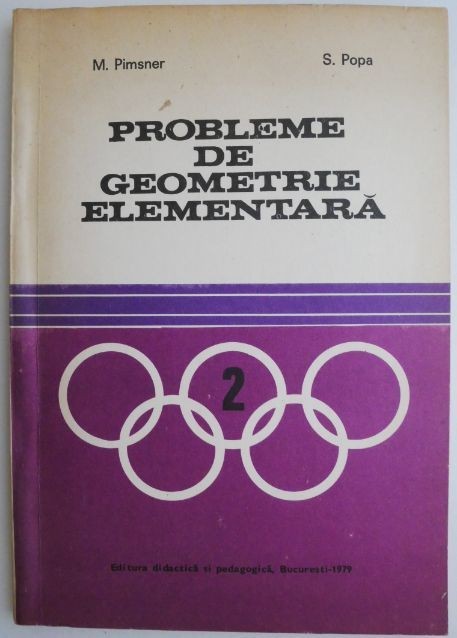 M. Pimsner S. Popa
PROBLEME
DE
GEOMETRIE
ELEMENTARĂ
2
Editura didactică și pedagogică, București-1979